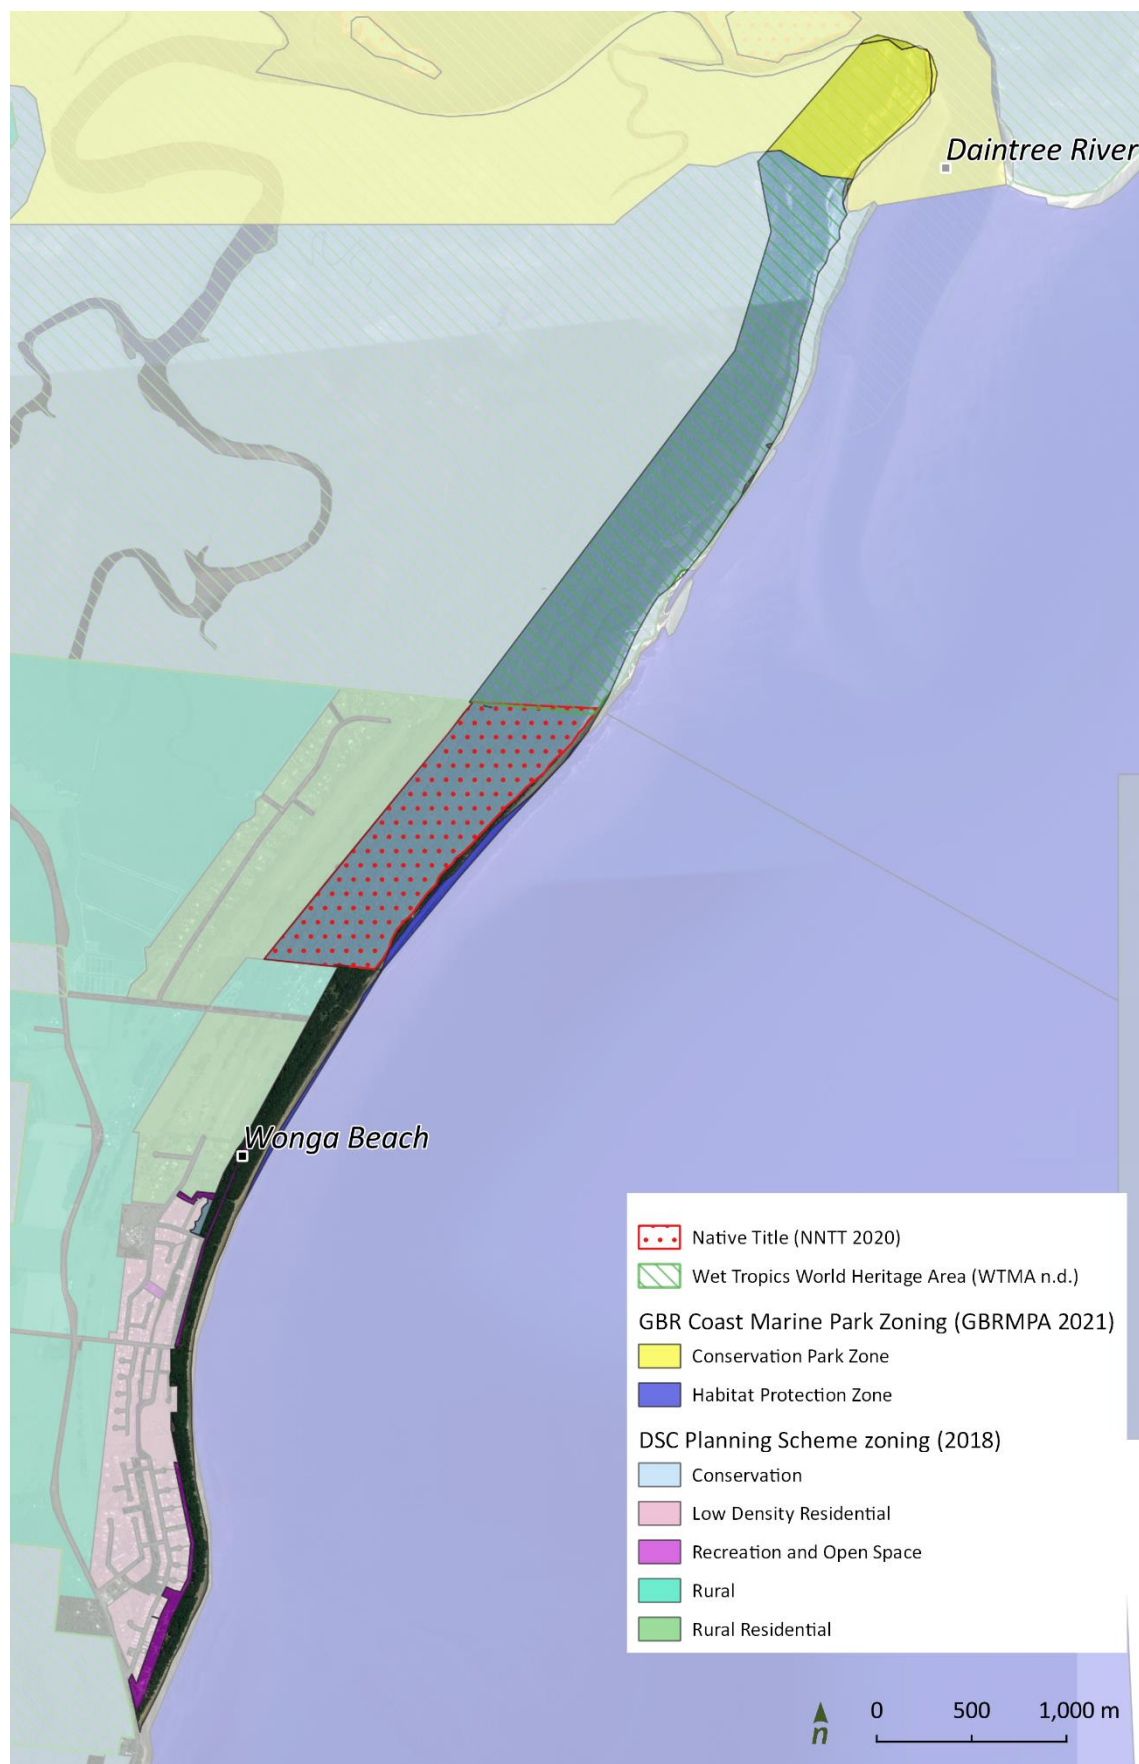 Daintree River
Wonga Beach
Native Title (NNTT 2020)
Wet Tropics World Heritage Area (WTMA n.d.)
GBR Coast Marine Park Zoning (GBRMPA 2021)
Conservation Park Zone
Habitat Protection Zone
DSC Planning Scheme zoning (2018)
Conservation
Low Density Residential
Recreation and Open Space
Rural
Rural Residential
n
0 500 1,000 m